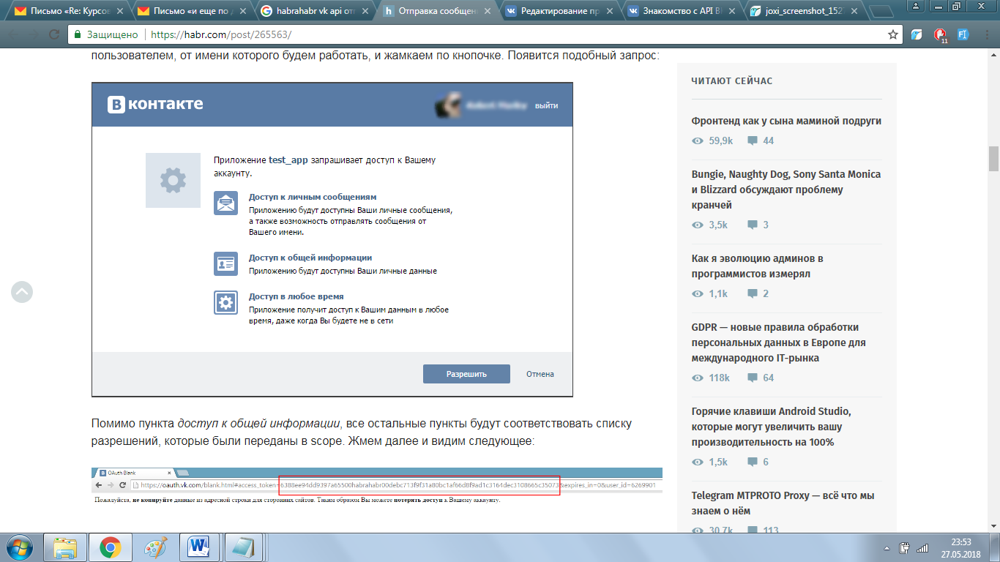 Письмо «Re: Курсов
Письмо «и еще по д
habrahabr vk api отп
Отправка сообщени
Редактирование пр
Знакомство с API В
joxi_screenshot_152
Защищено
https://habr.com/post/265563/
11
пользователем, от имени которого будем работать, и жамкаем по кнопочке. Появится подобный запрос:
В контакте
выйти
Приложение test_app запрашивает доступ к Вашему
аккаунту.
Доступ к личным сообщениям
Приложению будут доступны Ваши личные сообщения,
а также возможность отправлять сообщения от
Вашего имени.
Доступ к общей информации
Приложению будут доступны Ваши личные данные
Доступ в любое время
Приложение получит доступ к Вашим данным в любое
время, даже когда Вы будете не в сети
Разрешить
Отмена
Помимо пункта доступ к общей информации, все остальные пункты будут соответствовать списку
разрешений, которые были переданы в scope. Жмем далее и видим следующее:
OAuth Blank
https://oauth.vk.com/blank.html#access_token=6388ee94dd9397a65500habrahabr00debc713f9f31a80bc1af66d8f9ad1c3164dec3108665c35073&expires_in=0&user_id=6269901
Пожалуйста, не копируйте данные из адресной строки для сторонних сайтов. Таким образом Вы можете потерять доступ к Вашему аккаунту.
ЧИТАЮТ СЕЙЧАС
Фронтенд как у сына маминой подруги
59,9k 44
Bungie, Naughty Dog, Sony Santa Monica
и Blizzard обсуждают проблему
кранчей
3,5k 3
Как я эволюцию админов в
программистов измерял
1,1k 2
GDPR — новые правила обработки
персональных данных в Европе для
международного IT-рынка
118k 64
Горячие клавиши Android Studio,
которые могут увеличить вашу
производительность на 100%
1,5k 6
Telegram MTPROTO Proxy — всё что мы
знаем о нём
30,7k 113
23:53
27.05.2018